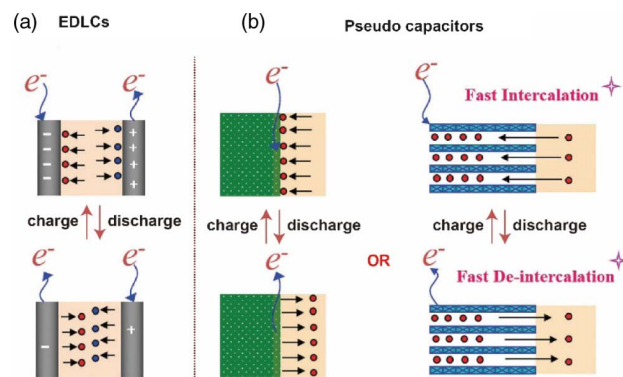 (a)
EDLCs
(b)
Pseudo capacitors
e-
e-
e-
e-
Fast Intercalation
- - - -
+ + + +
charge
discharge
charge
discharge
charge
discharge
e-
e-
e-
OR
e-
Fast De-intercalation
-
+